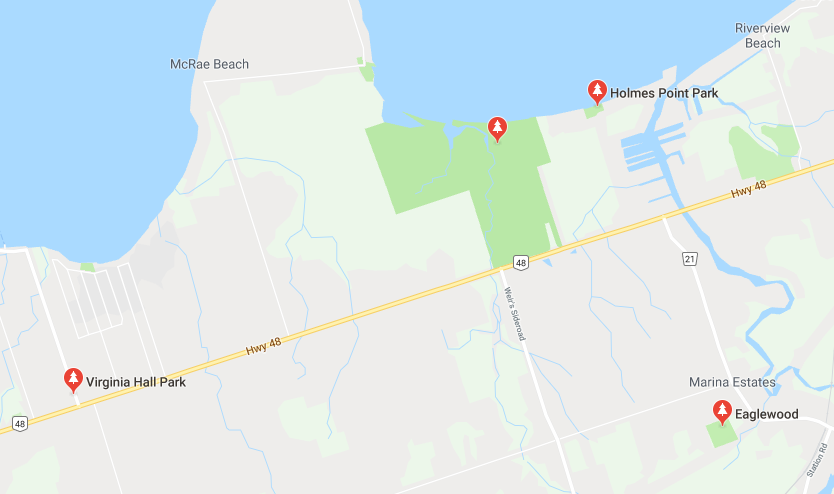 Riverview
Beach
McRae Beach
Holmes Point Park
Hwy 48
48
21
Weir's Sideroad
Hwy 48
Virginia Hall Park
Marina Estates
Eaglewood
48
Station Rd